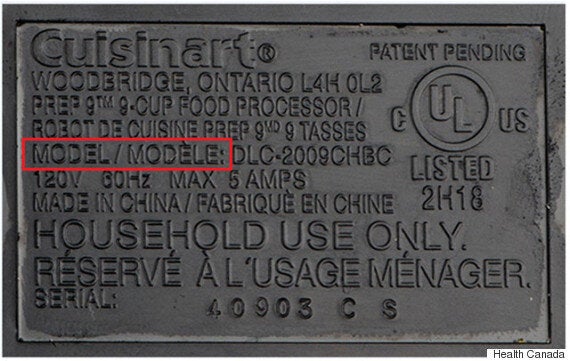 Cuisinart®
PATENT PENDING
WOODBRIDGE, ONTARIO L4H 0L2
PREP 9™ 9-CUP FOOD PROCESSOR /
ROBOT DE CUISINE PREP 9ᴹᴰ 9 TASSES
MODEL / MODÈLE: DLC-2009CHBC
120V 60Hz MAX 5 AMPS
MADE IN CHINA / FABRIQUÉ EN CHINE
C UL US
LISTED
2H18
HOUSEHOLD USE ONLY.
RÉSERVÉ À L'USAGE MÉNAGER.
SERIAL: 40903 C S
Health Canada